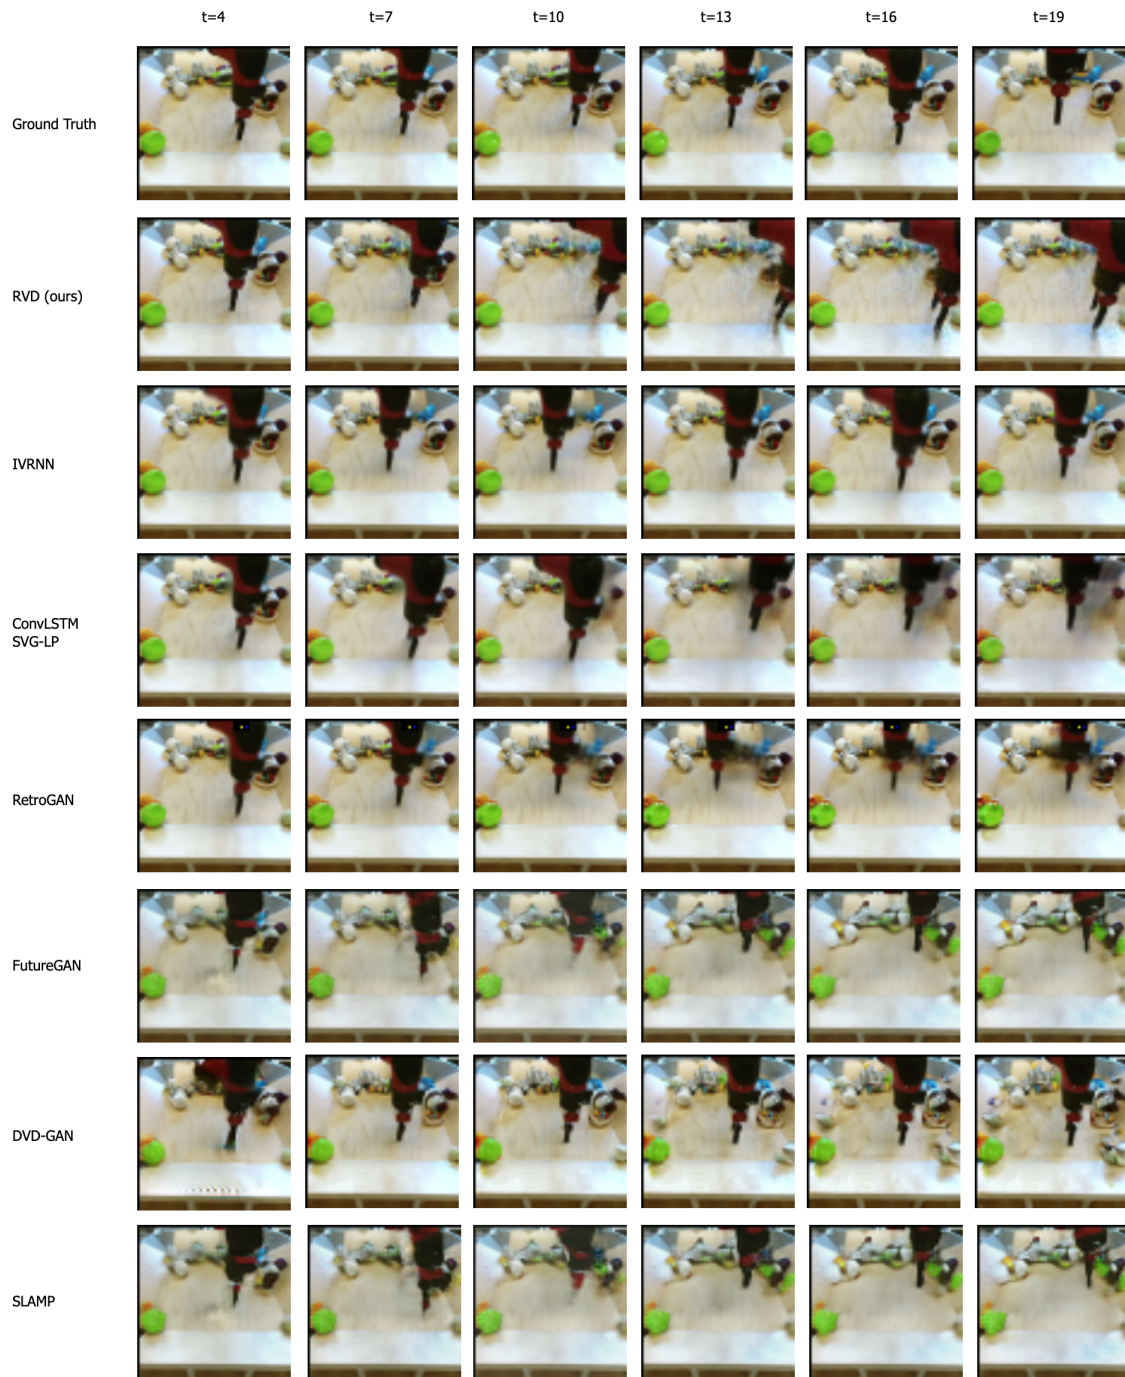 t=4 t=7 t=10 t=13 t=16 t=19
Ground Truth
RVD (ours)
IVRNN
ConvLSTM
SVG-LP
RetroGAN
FutureGAN
DVD-GAN
SLAMP